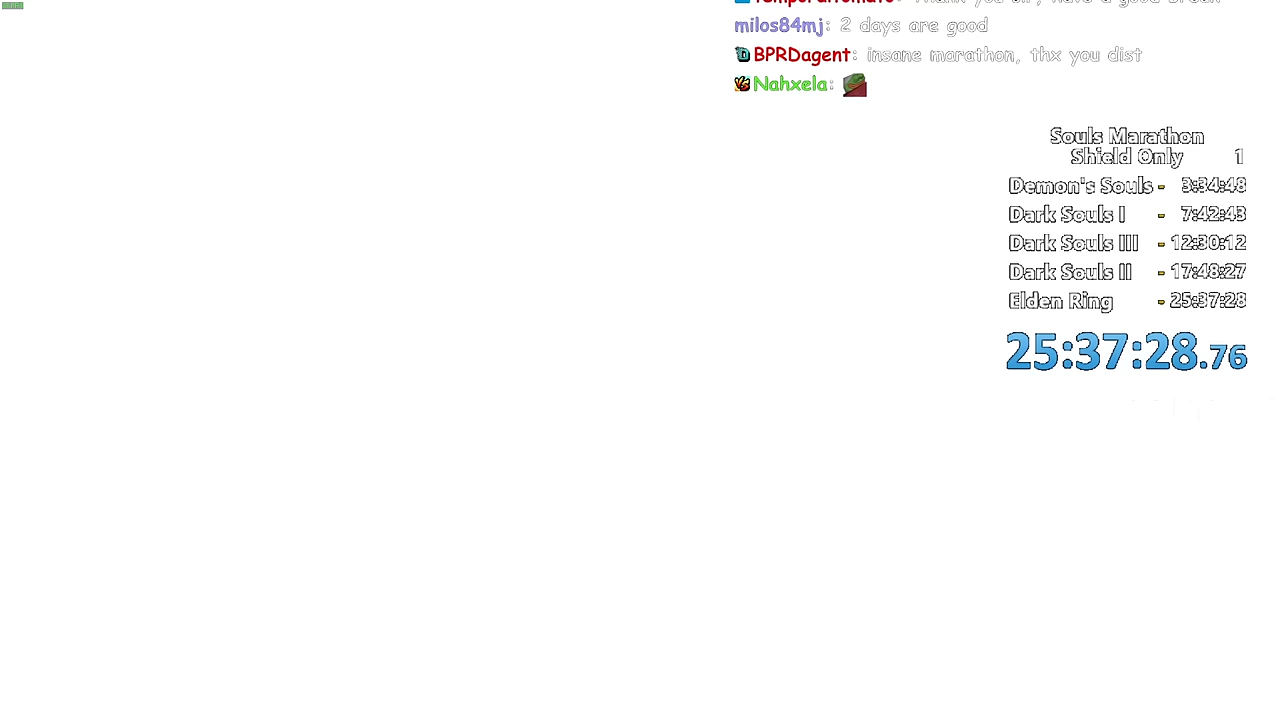 milos84mj: 2 days are good
BPRDagent: insane marathon, thx you dist
Nahxela:
Souls Marathon
Shield Only 1
Demon's Souls - 3:34:48
Dark Souls I - 7:42:43
Dark Souls III - 12:30:12
Dark Souls II - 17:48:27
Elden Ring - 25:37:28
25:37:28.76